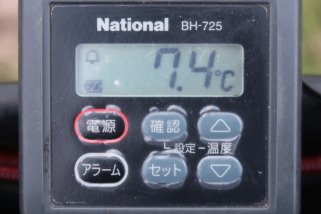 National BH-725
7.4℃
電源 確認 △
設定 温度
アラーム セット ▽